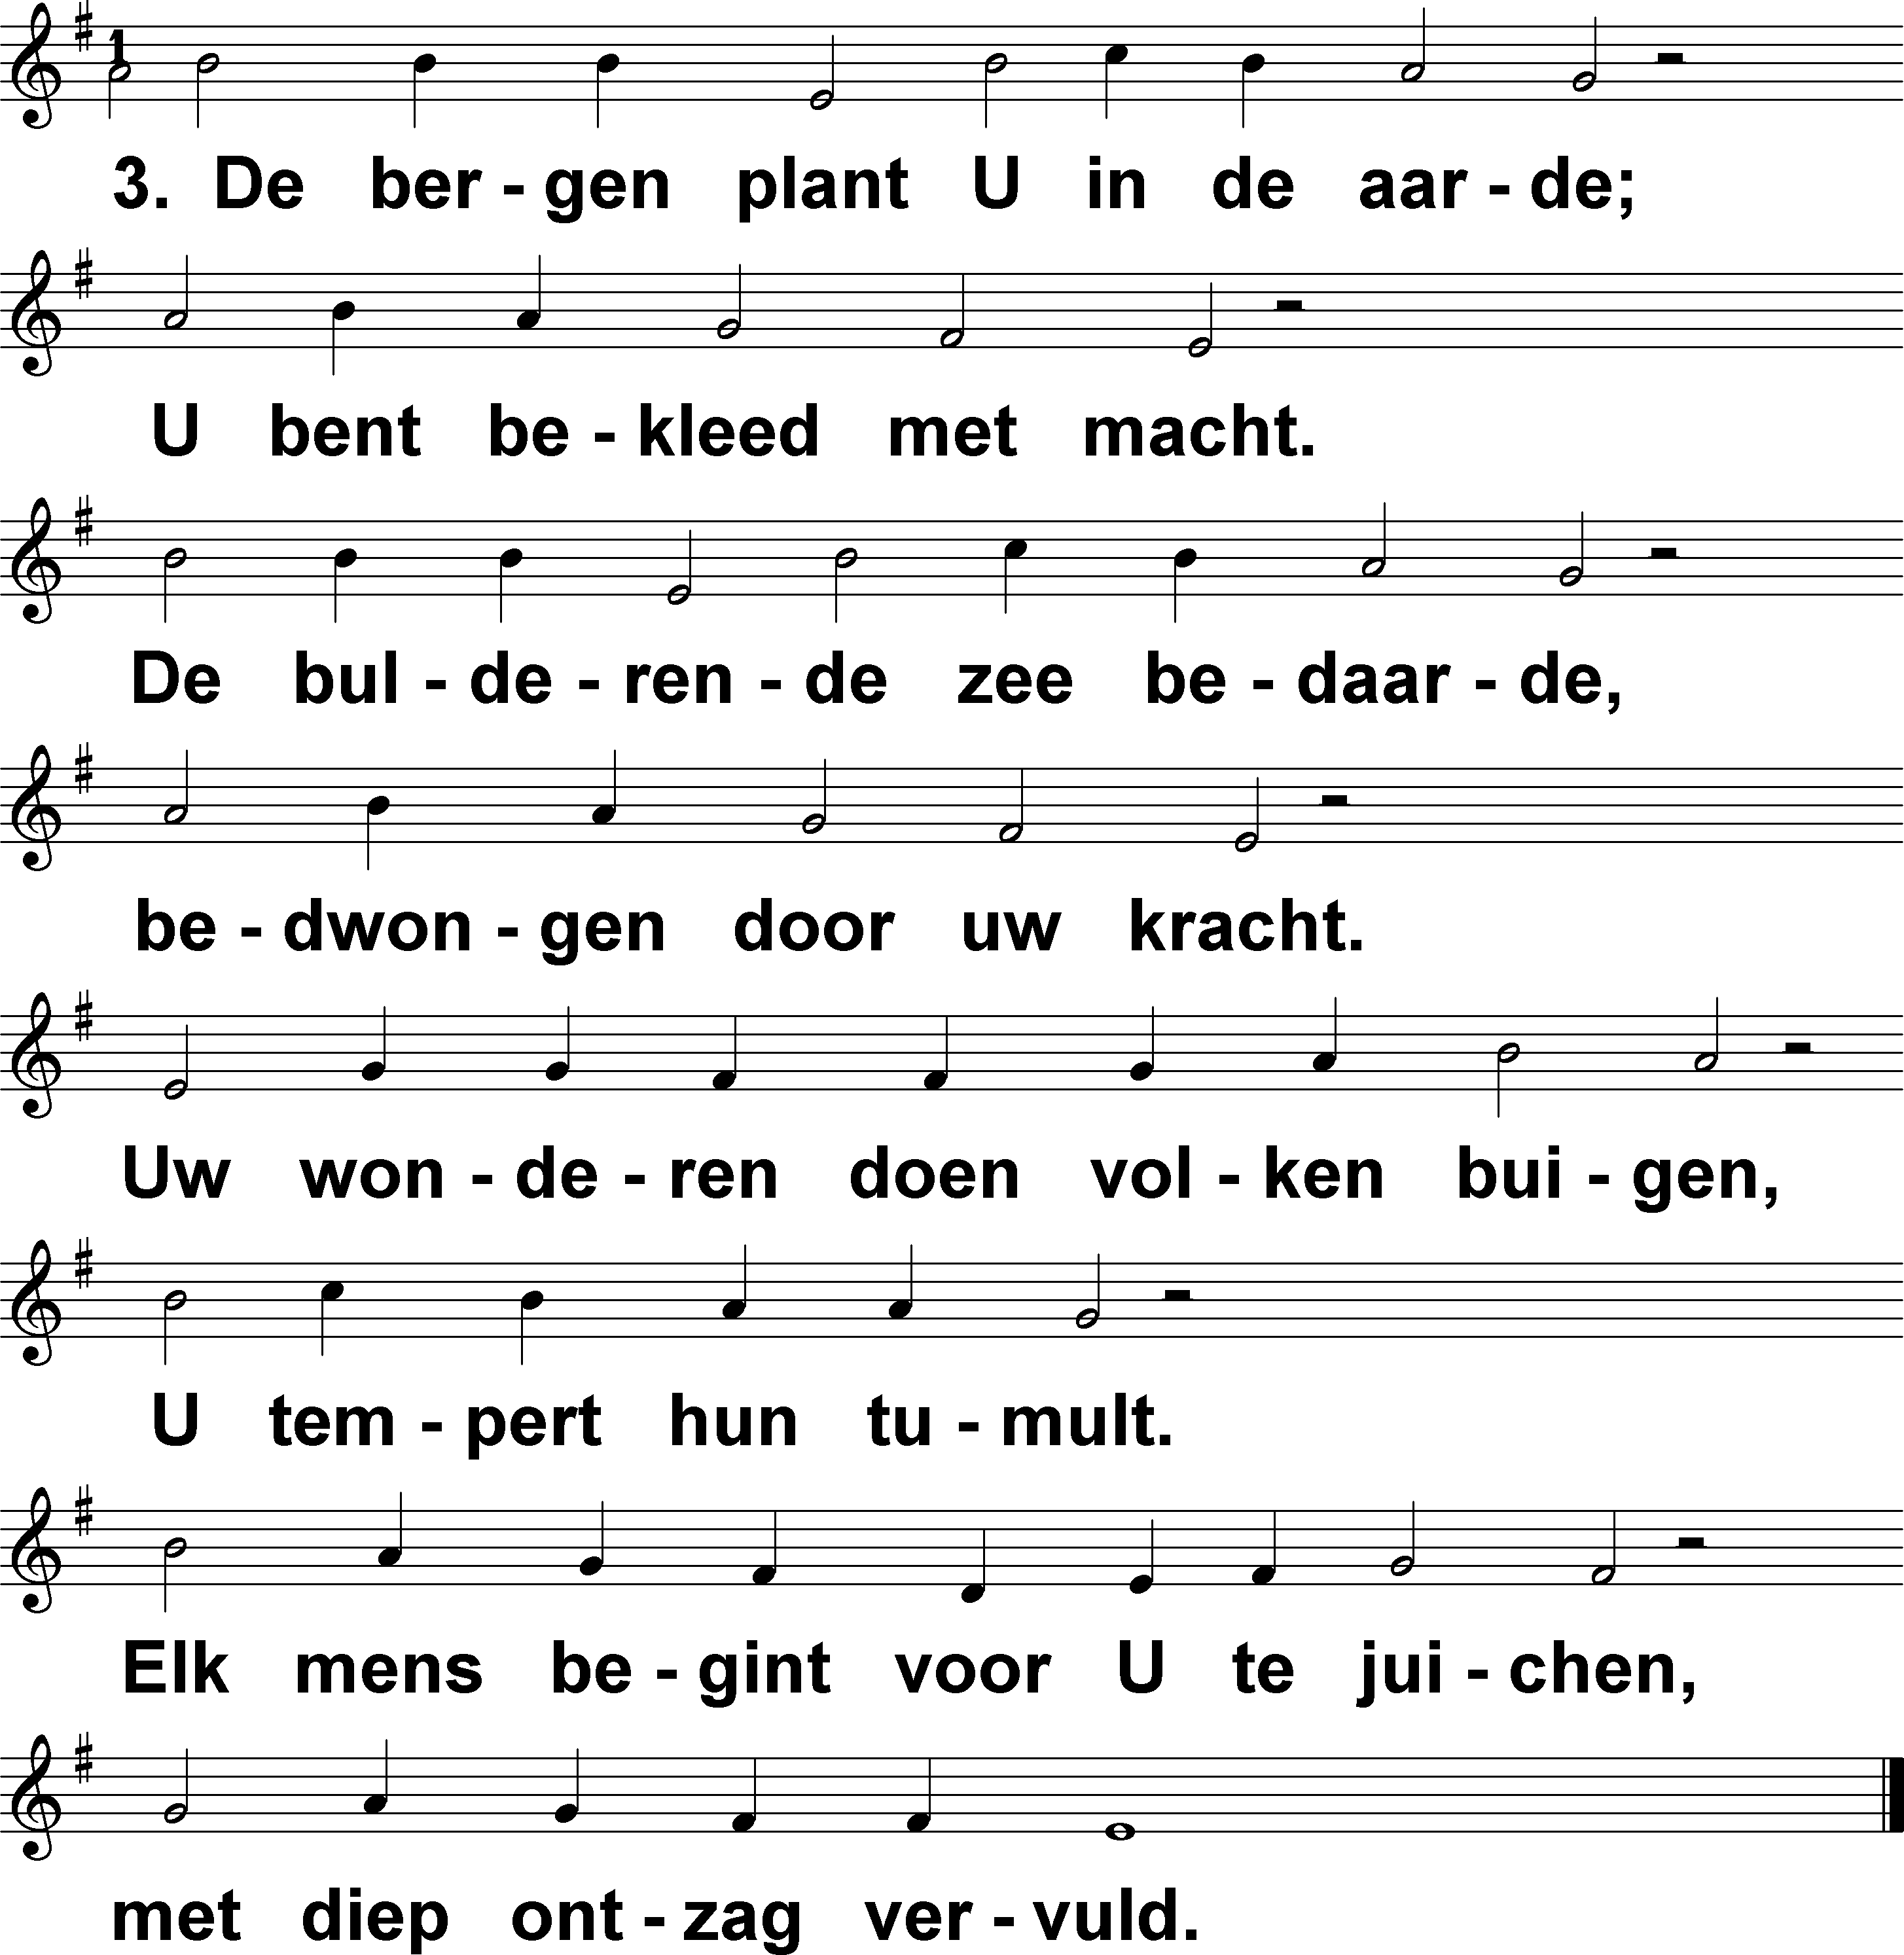 3. De ber - gen plant U in de aar - de;
U bent be - kleed met macht.
De bul - de - ren - de zee be - daar - de,
be - dwon - gen door uw kracht.
Uw won - de - ren doen vol - ken bui - gen,
U tem - pert hun tu - mult.
Elk mens be - gint voor U te jui - chen,
met diep ont - zag ver - vuld.